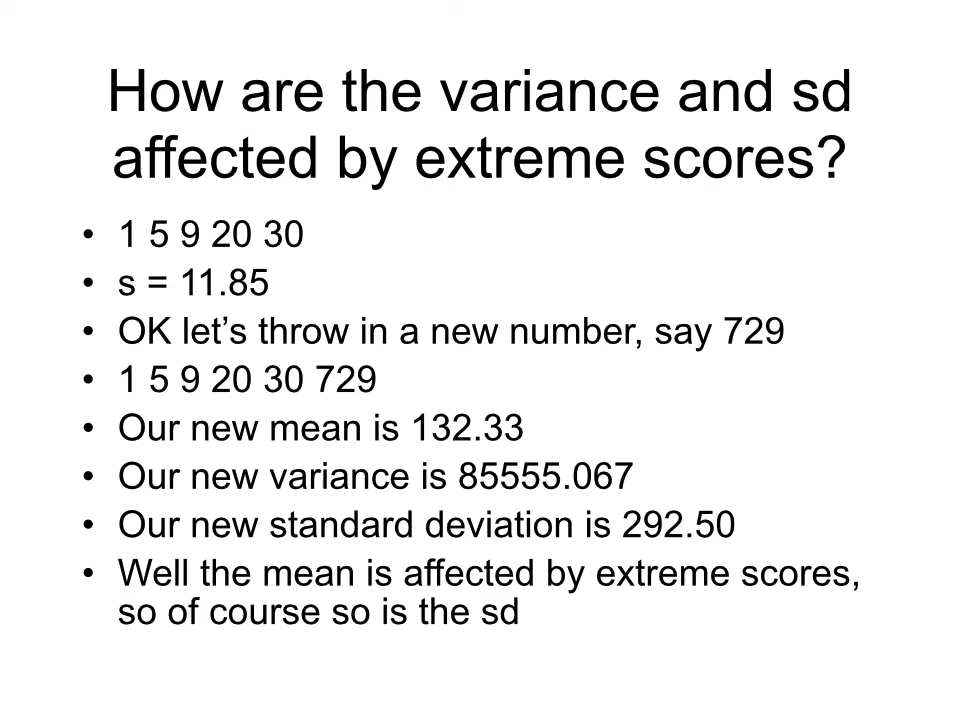 How are the variance and sd
affected by extreme scores?
• 1 5 9 20 30
• s = 11.85
• OK let’s throw in a new number, say 729
• 1 5 9 20 30 729
• Our new mean is 132.33
• Our new variance is 85555.067
• Our new standard deviation is 292.50
• Well the mean is affected by extreme scores,
so of course so is the sd